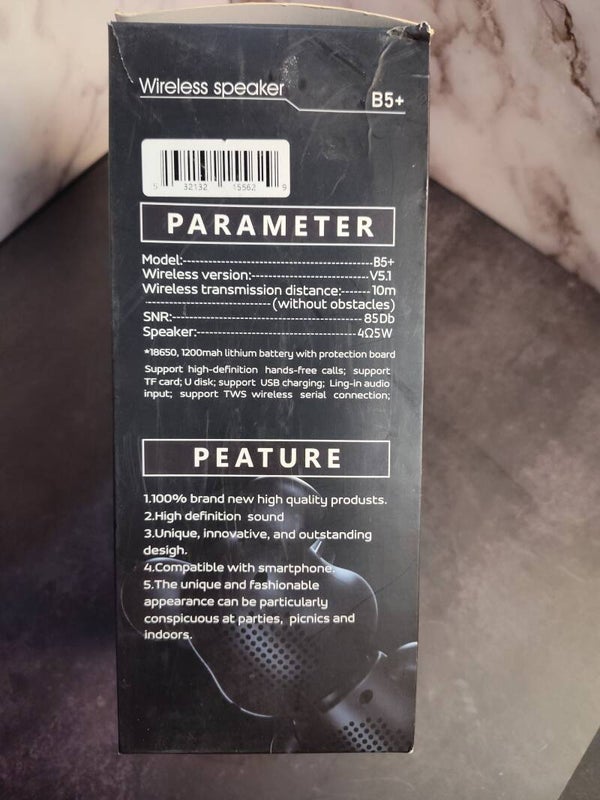 Wireless speaker
B5+
5 32132 15562 9
PARAMETER
Model:--------------------------------------B5+
Wireless version:------------------------V5.1
Wireless transmission distance:------10m
-------------------------(without obstacles)
SNR:--------------------------------------85Db
Speaker:--------------------------------4Ω5W
*18650, 1200mah lithium battery with protection board
Support high-definition hands-free calls; support
TF card; U disk; support USB charging; Ling-in audio
input; support TWS wireless serial connection;
PEATURE
1.100% brand new high quality produsts.
2.High definition sound
3.Unique, innovative, and outstanding
desigh.
4.Compatible with smartphone.
5.The unique and fashionable
appearance can be particularly
conspicuous at parties, picnics and
indoors.